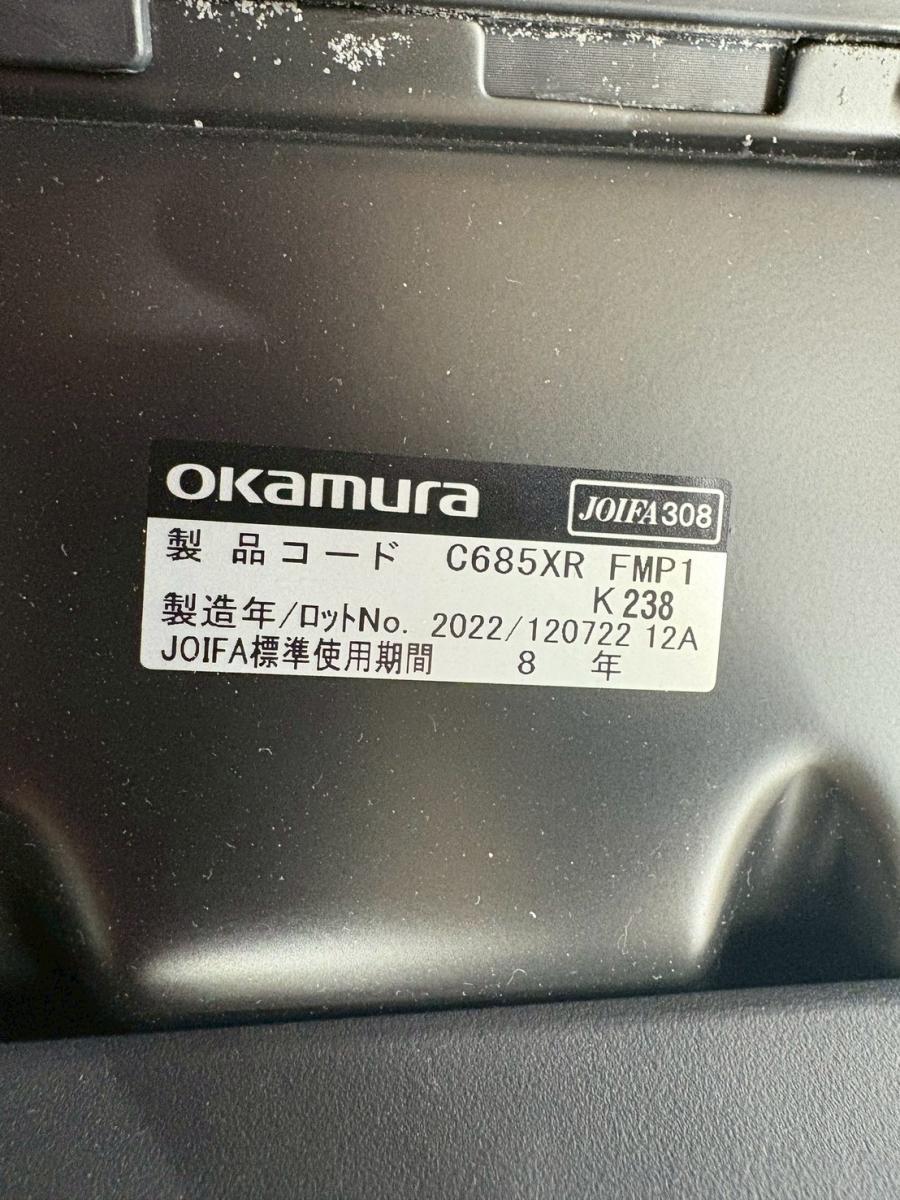 OKamura JOIFA308
製品コード C685XR FMP1
K 238
製造年/ロットNo. 2022/120722 12A
JOIFA標準使用期間 8 年